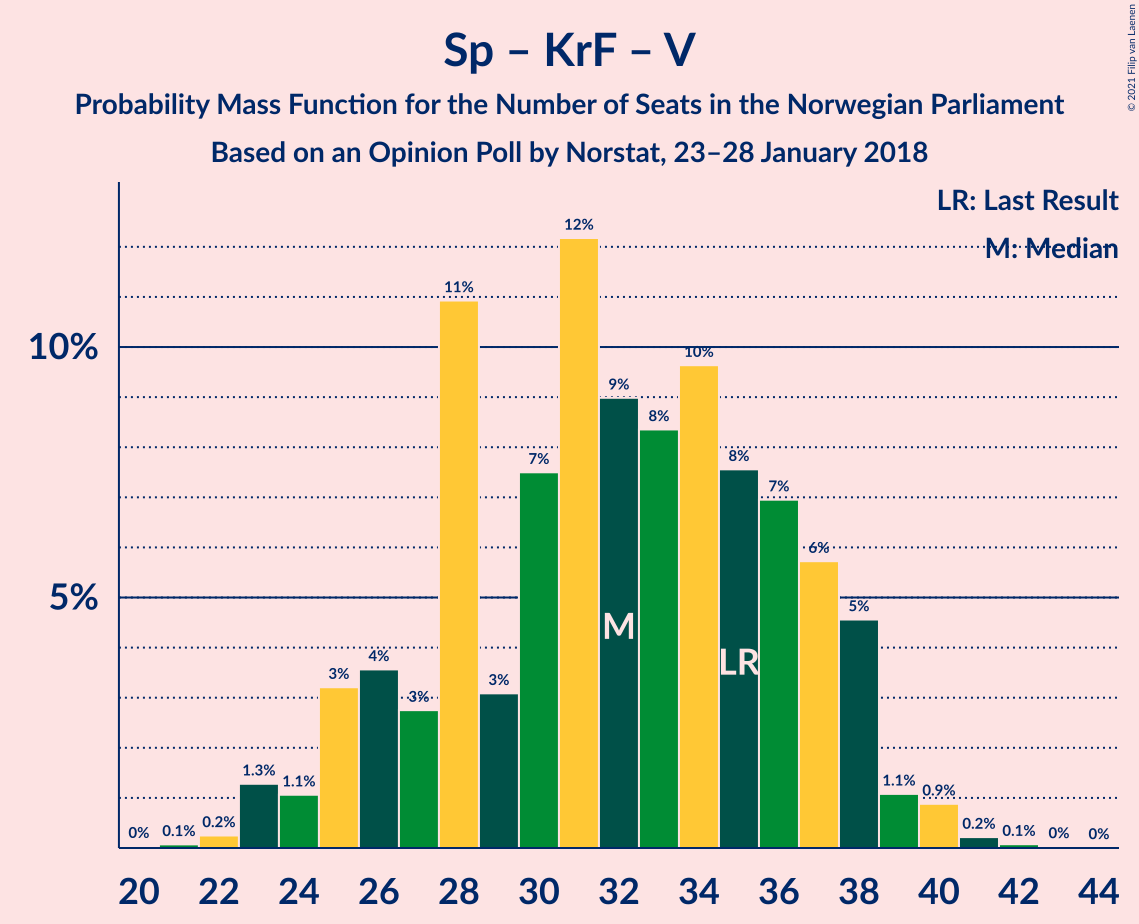 © 2021 Filip van Laenen
Sp – KrF – V
Probability Mass Function for the Number of Seats in the Norwegian Parliament
Based on an Opinion Poll by Norstat, 23–28 January 2018
LR: Last Result
M: Median
10%
5%
0% 0.1% 0.2% 1.3% 1.1% 3% 4% 3% 11% 3% 7% 12% 9% 8% 10% 8% 7% 6% 5% 1.1% 0.9% 0.2% 0.1% 0% 0%
M
LR
20 22 24 26 28 30 32 34 36 38 40 42 44